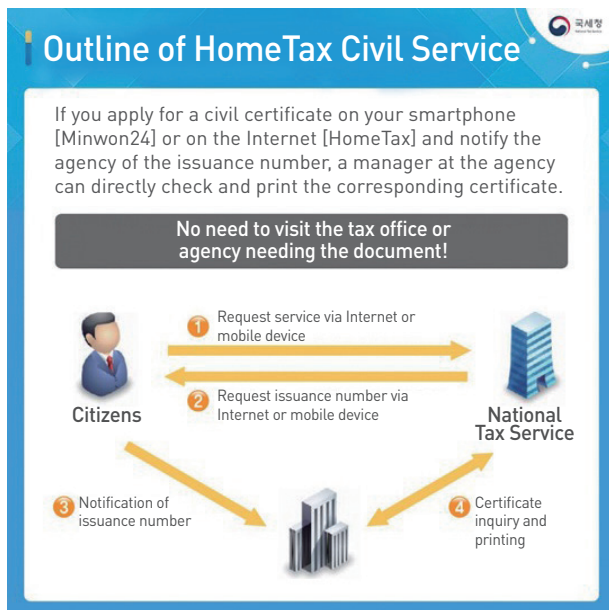 국세청
Outline of HomeTax Civil Service
If you apply for a civil certificate on your smartphone
[Minwon24] or on the Internet [HomeTax] and notify the
agency of the issuance number, a manager at the agency
can directly check and print the corresponding certificate.
No need to visit the tax office or
agency needing the document!
1 Request service via Internet or
mobile device
2 Request issuance number via
Internet or mobile device
Citizens
National
Tax Service
3 Notification of
issuance number
4 Certificate
inquiry and
printing